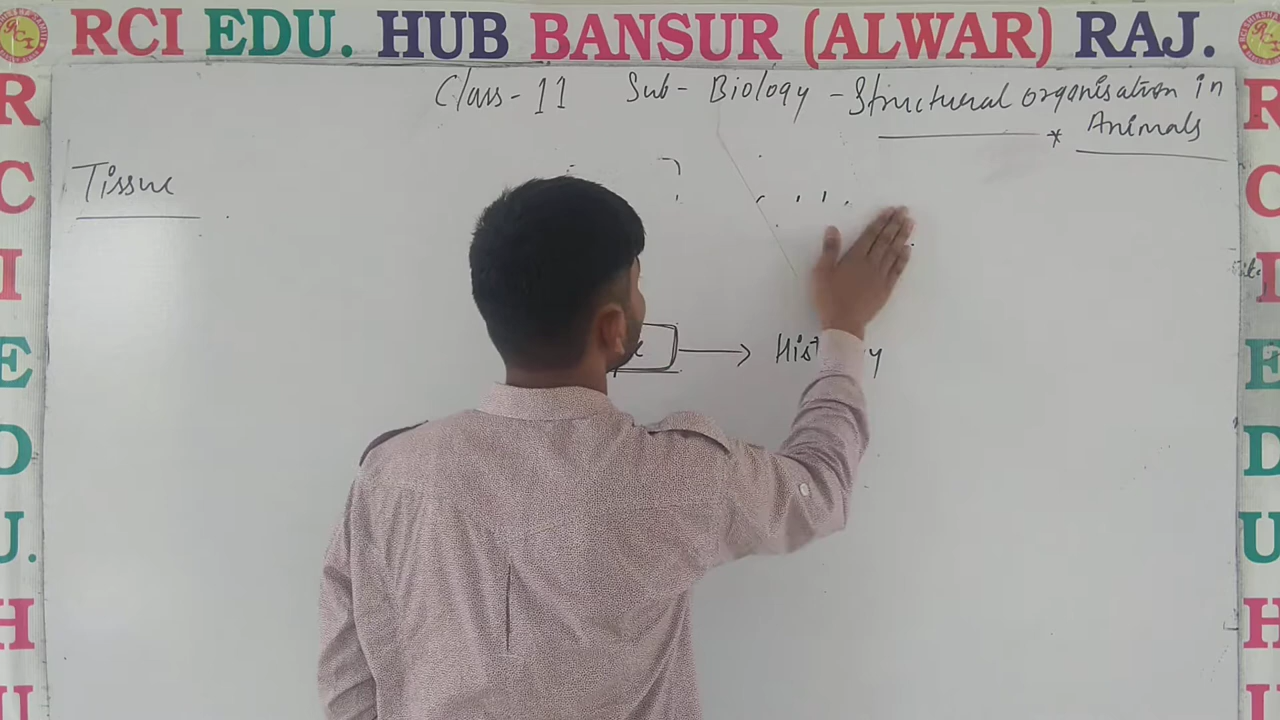 RCI EDU. HUB BANSUR (ALWAR) RAJ.
Class-11 Sub-Biology-Structural organisation in
Animals
Tissue
R
C
I
E
D
U.
H
U
R
C
I
E
D
U
H